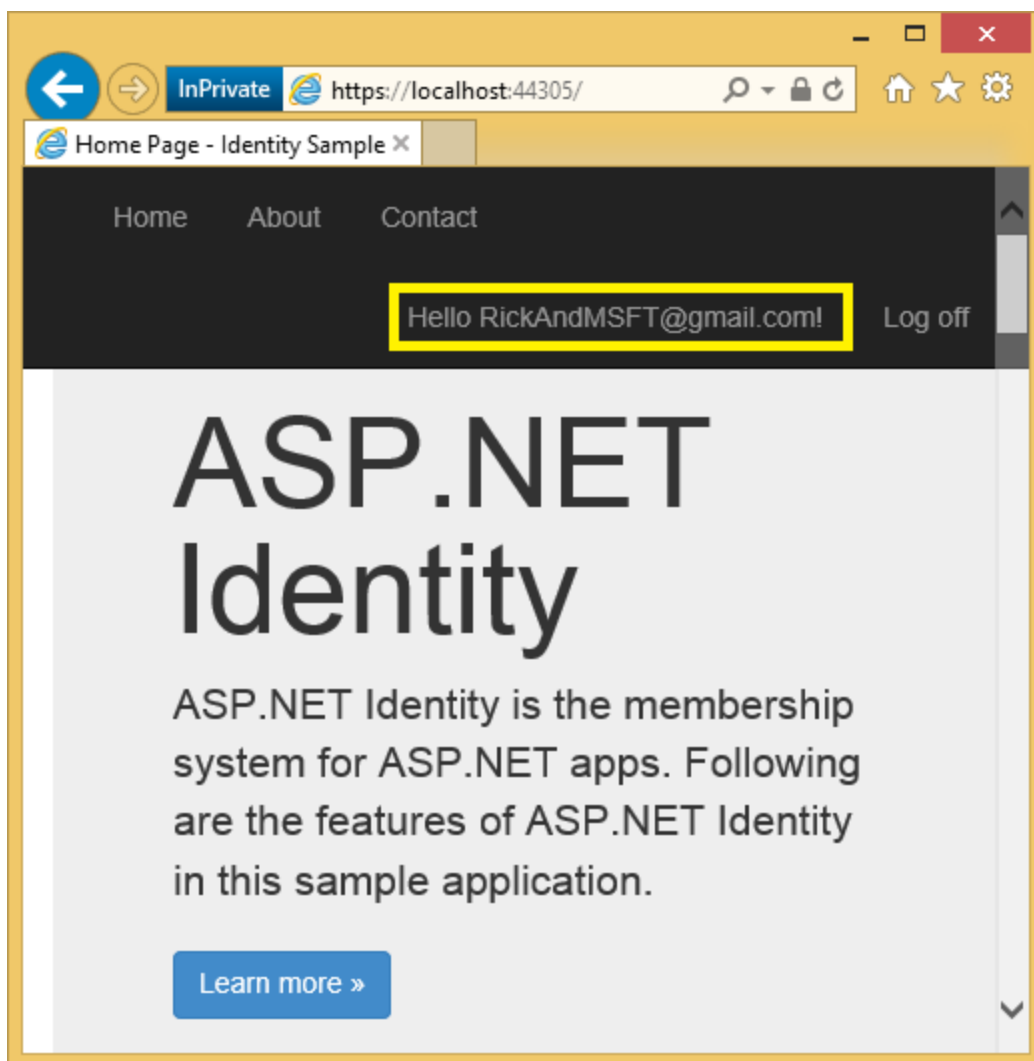 InPrivate https://localhost:44305/
Home Page - Identity Sample
Home About Contact
Hello RickAndMSFT@gmail.com! Log off
ASP.NET
Identity
ASP.NET Identity is the membership
system for ASP.NET apps. Following
are the features of ASP.NET Identity
in this sample application.
Learn more »